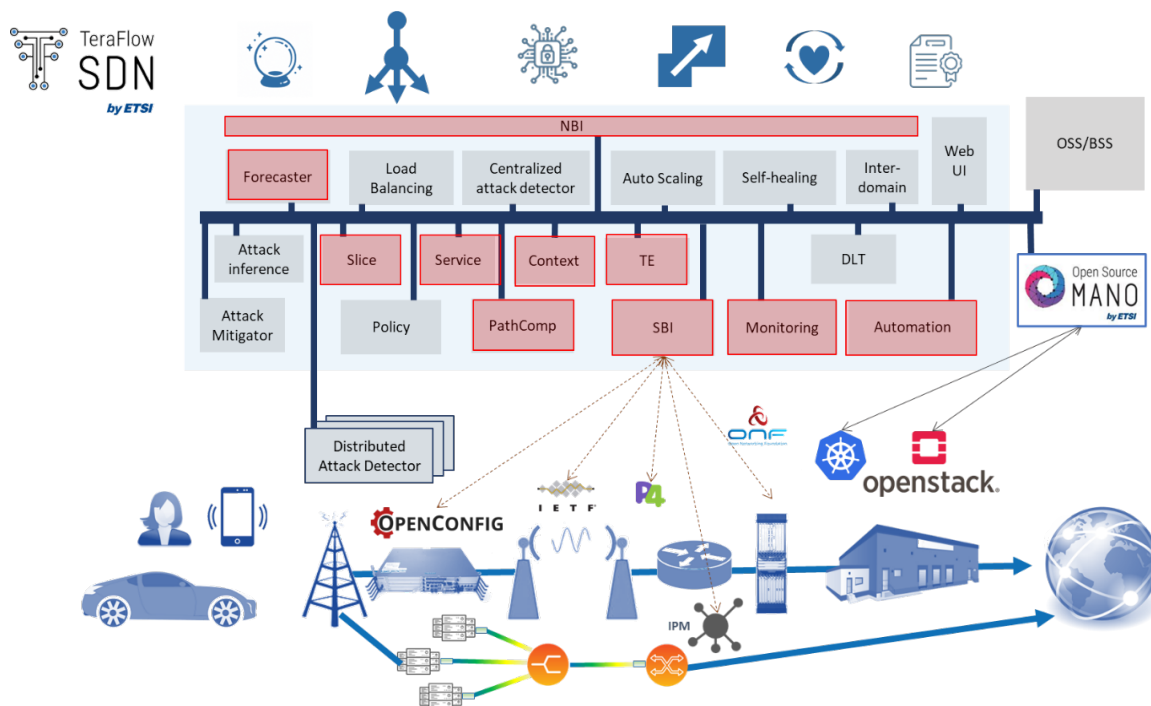 TeraFlow
SDN
by ETSI
NBI
OSS/BSS
Web
UI
Forecaster
Load
Balancing
Centralized
attack detector
Auto Scaling
Self-healing
Inter-
domain
Attack
inference
Slice
Service
Context
TE
DLT
Open Source
MANO
by ETSI
Attack
Mitigator
Policy
PathComp
SBI
Monitoring
Automation
Distributed
Attack Detector
ONF
openstack.
IETF
P4
OPENCONFIG
IPM